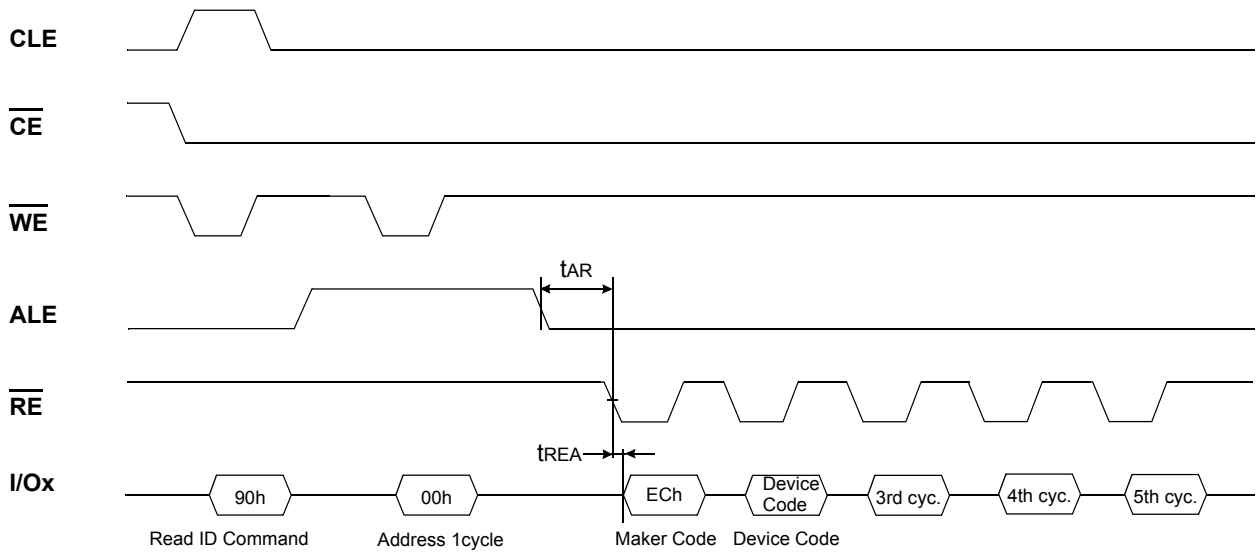 CLE
CE
WE
tAR
ALE
RE
tREA
I/Ox
90h
00h
ECh
Device
Code
3rd cyc.
4th cyc.
5th cyc.
Read ID Command
Address 1cycle
Maker Code
Device Code